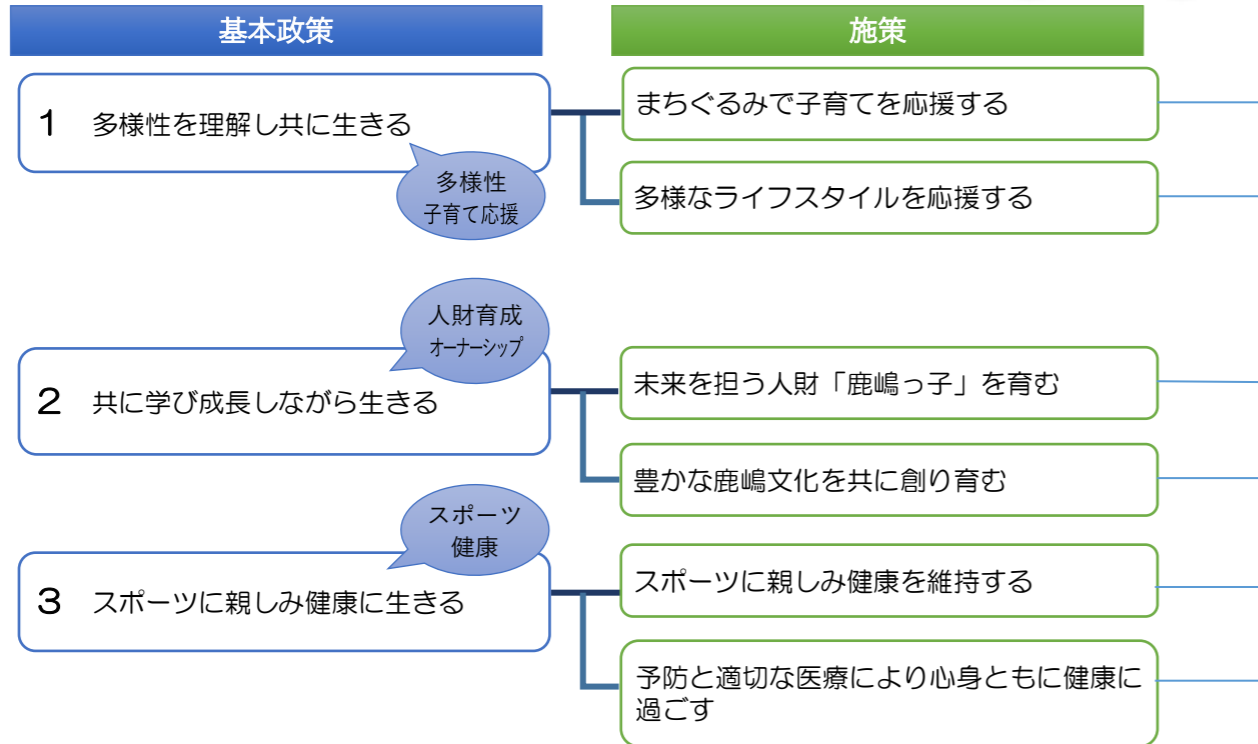 基本政策
施策
1 多様性を理解し共に生きる
多様性
子育て応援
まちぐるみで子育てを応援する
多様なライフスタイルを応援する
人財育成
オーナーシップ
2 共に学び成長しながら生きる
未来を担う人財「鹿嶋っ子」を育む
豊かな鹿嶋文化を共に創り育む
スポーツ
健康
3 スポーツに親しみ健康に生きる
スポーツに親しみ健康を維持する
予防と適切な医療により心身ともに健康に
過ごす